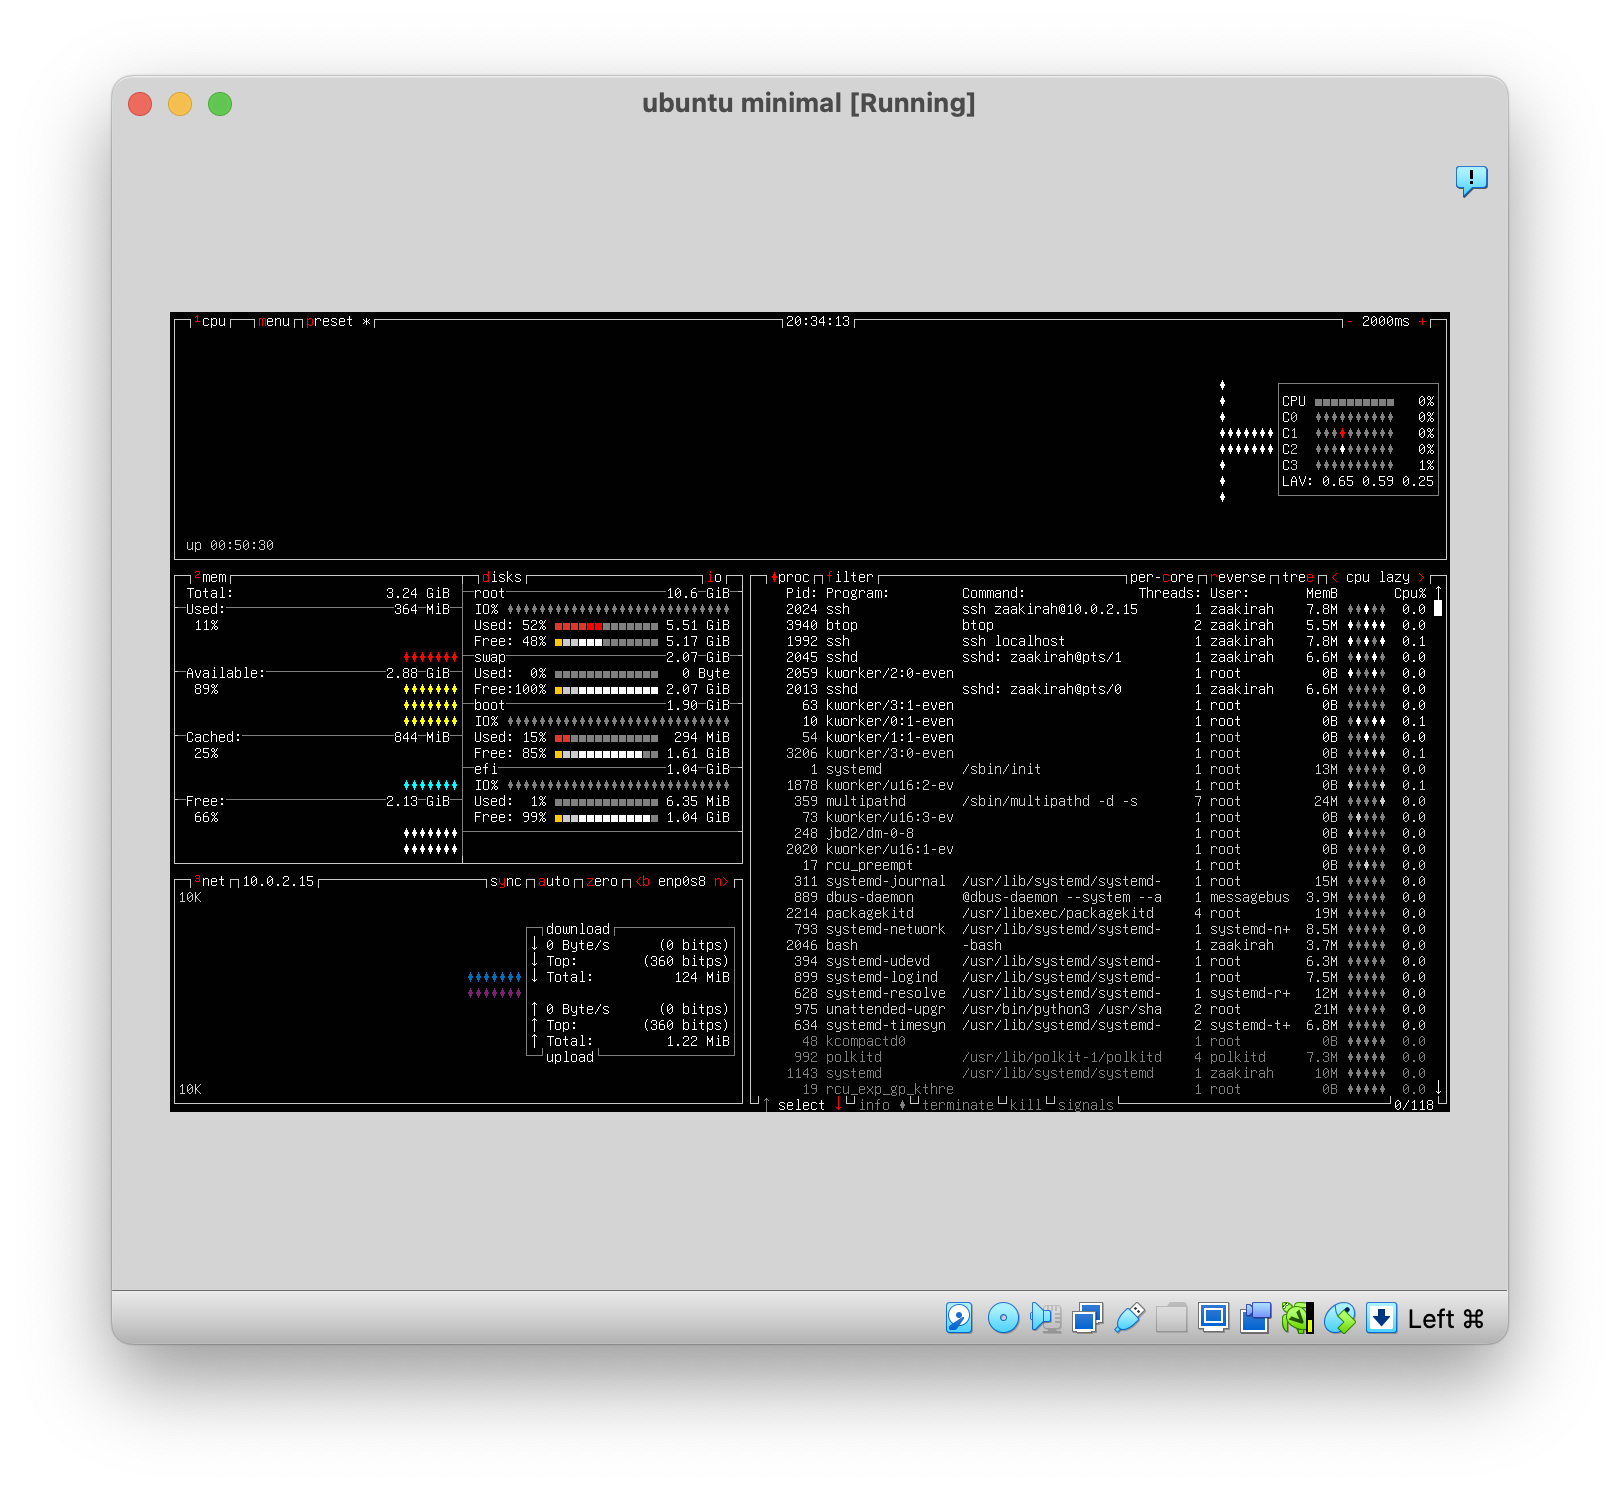 ubuntu minimal [Running]
¹cpu menu preset * 20:34:13 - 2000ms +
CPU 0%
C0 0%
C1 0%
C2 0%
C3 1%
LAV: 0.65 0.59 0.25
up 00:50:30
²mem
Total: 3.24 GiB
Used: 364 MiB
11%
Available: 2.88 GiB
89%
Cached: 844 MiB
25%
Free: 2.13 GiB
66%
disks io
root 10.6 GiB
IO%
Used: 52% 5.51 GiB
Free: 48% 5.17 GiB
swap 2.07 GiB
Used: 0% 0 Byte
Free:100% 2.07 GiB
boot 1.90 GiB
IO%
Used: 15% 294 MiB
Free: 85% 1.61 GiB
efi 1.04 GiB
IO%
Used: 1% 6.35 MiB
Free: 99% 1.04 GiB
³net 10.0.2.15 sync auto zero <b enp0s8 n>
10K
download
↓ 0 Byte/s (0 bitps)
↓ Top: (360 bitps)
↓ Total: 124 MiB
↑ 0 Byte/s (0 bitps)
↑ Top: (360 bitps)
↑ Total: 1.22 MiB
upload
10K
proc filter per-core reverse tree < cpu lazy >
Pid: Program: Command: Threads: User: MemB Cpu% ↑
2024 ssh ssh zaakirah@10.0.2.15 1 zaakirah 7.8M 0.0
3940 btop btop 2 zaakirah 5.5M 0.0
1992 ssh ssh localhost 1 zaakirah 7.8M 0.1
2045 sshd sshd: zaakirah@pts/1 1 zaakirah 6.6M 0.0
2059 kworker/2:0-even 1 root 0B 0.0
2013 sshd sshd: zaakirah@pts/0 1 zaakirah 6.6M 0.0
63 kworker/3:1-even 1 root 0B 0.0
10 kworker/0:1-even 1 root 0B 0.1
54 kworker/1:1-even 1 root 0B 0.0
3206 kworker/3:0-even 1 root 0B 0.1
1 systemd /sbin/init 1 root 13M 0.0
1878 kworker/u16:2-ev 1 root 0B 0.1
359 multipathd /sbin/multipathd -d -s 7 root 24M 0.0
73 kworker/u16:3-ev 1 root 0B 0.0
248 jbd2/dm-0-8 1 root 0B 0.0
2020 kworker/u16:1-ev 1 root 0B 0.0
17 rcu_preempt 1 root 0B 0.0
311 systemd-journal /usr/lib/systemd/systemd- 1 root 15M 0.0
889 dbus-daemon @dbus-daemon --system --a 1 messagebus 3.9M 0.0
2214 packagekitd /usr/libexec/packagekitd 4 root 19M 0.0
793 systemd-network /usr/lib/systemd/systemd- 1 systemd-n+ 8.5M 0.0
2046 bash -bash 1 zaakirah 3.7M 0.0
394 systemd-udevd /usr/lib/systemd/systemd- 1 root 6.3M 0.0
899 systemd-logind /usr/lib/systemd/systemd- 1 root 7.5M 0.0
628 systemd-resolve /usr/lib/systemd/systemd- 1 systemd-r+ 12M 0.0
975 unattended-upgr /usr/bin/python3 /usr/sha 2 root 21M 0.0
634 systemd-timesyn /usr/lib/systemd/systemd- 2 systemd-t+ 6.8M 0.0
48 kcompactd0 1 root 0B 0.0
992 polkitd /usr/lib/polkit-1/polkitd 4 polkitd 7.3M 0.0
1143 systemd /usr/lib/systemd/systemd 1 zaakirah 10M 0.0
19 rcu_exp_gp_kthre 1 root 0B 0.0 ↓
↑ select ↓ info terminate kill signals 0/118
Left ⌘